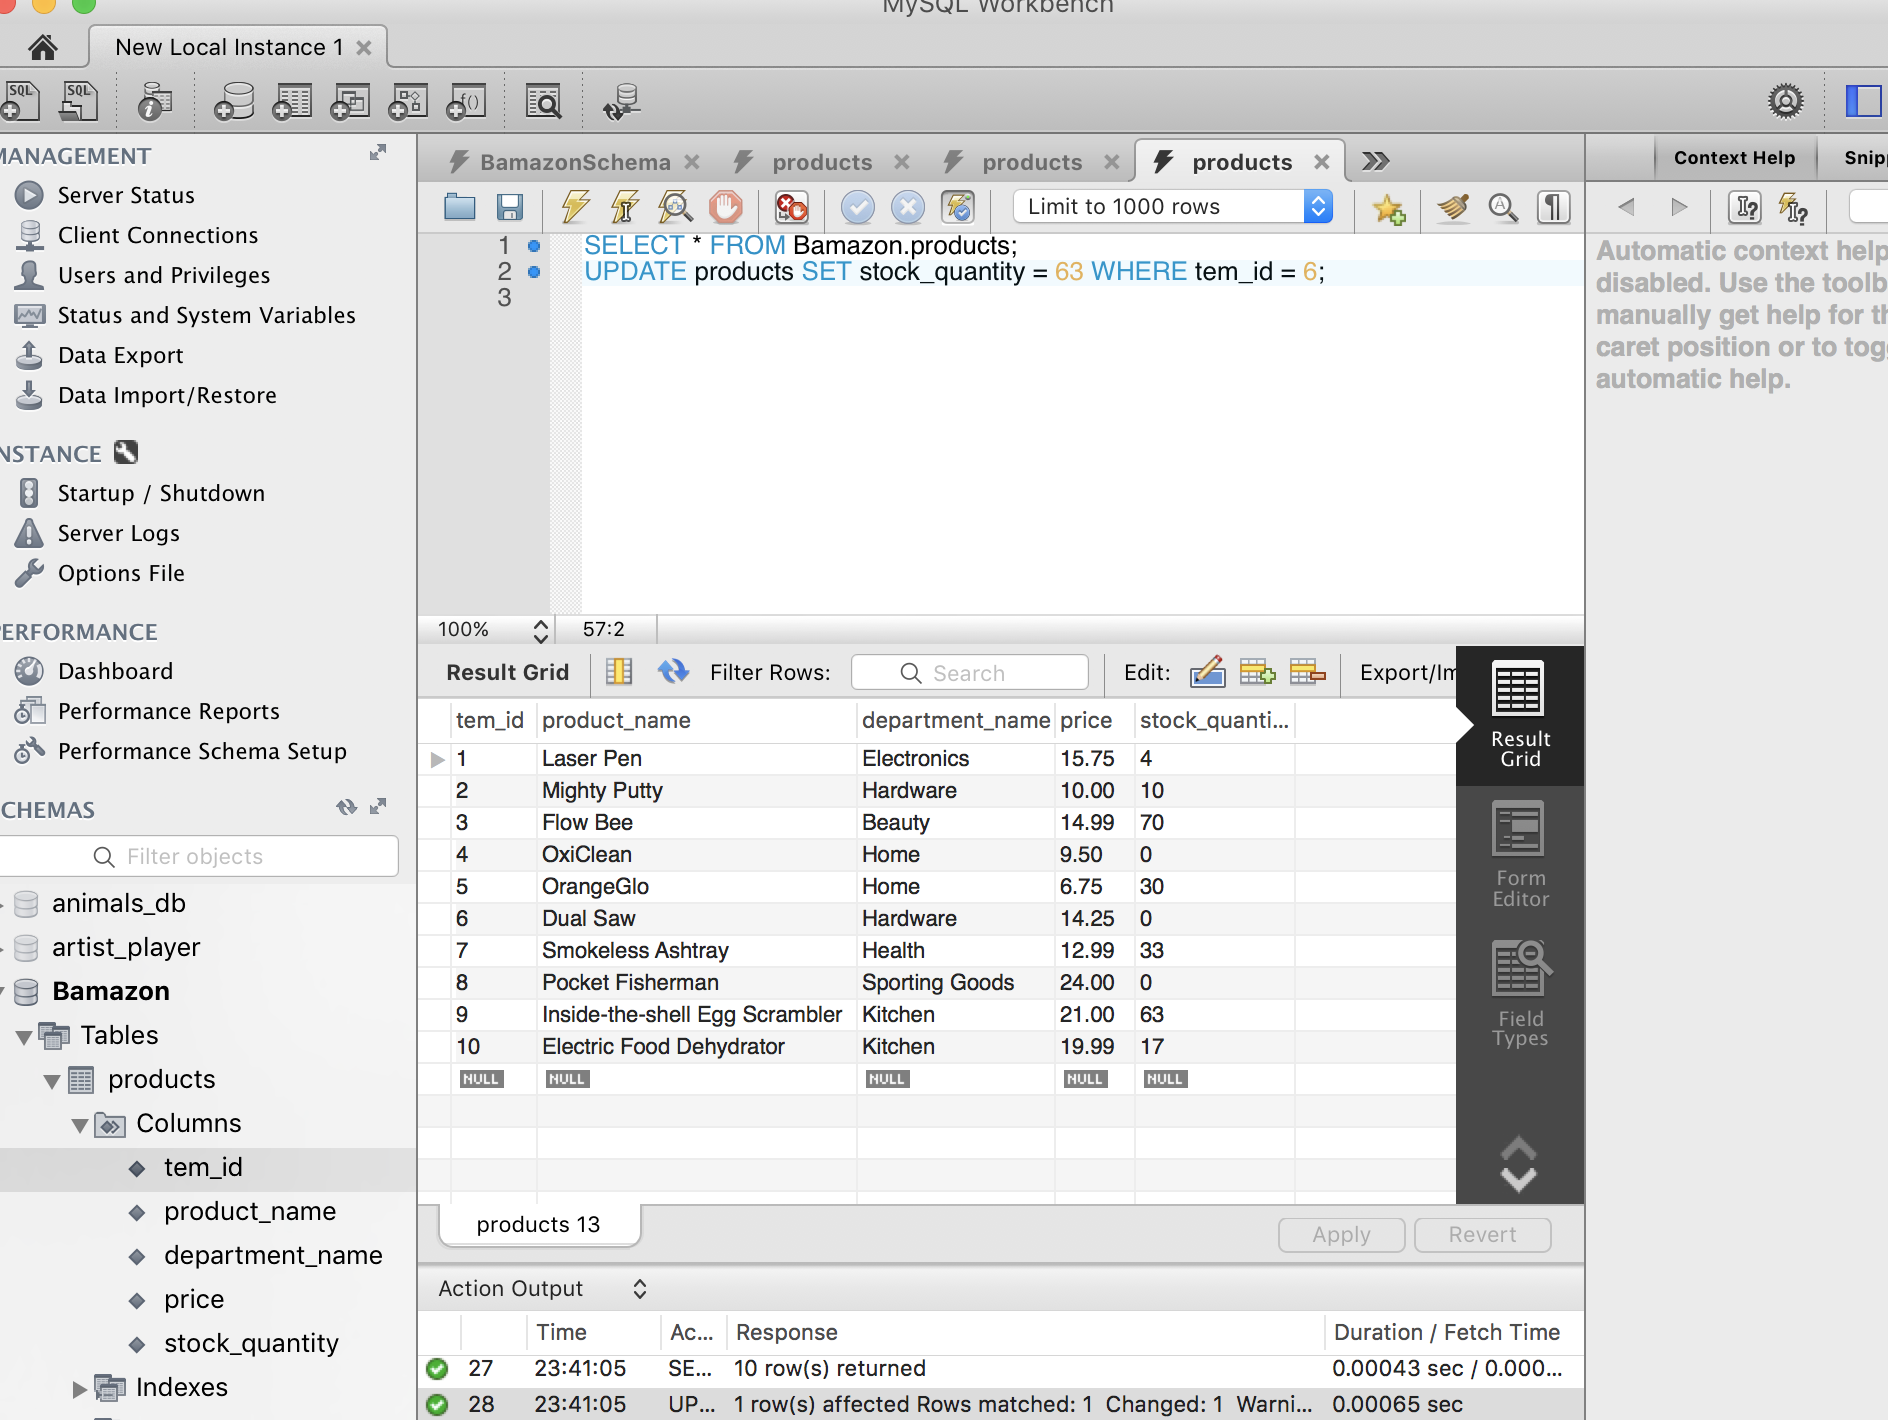 MySQL Workbench
New Local Instance 1
MANAGEMENT
Server Status
Client Connections
Users and Privileges
Status and System Variables
Data Export
Data Import/Restore
NSTANCE
Startup / Shutdown
Server Logs
Options File
PERFORMANCE
Dashboard
Performance Reports
Performance Schema Setup
CHEMAS
Filter objects
animals_db
artist_player
Bamazon
Tables
products
Columns
tem_id
product_name
department_name
price
stock_quantity
Indexes
BamazonSchema products products products
Limit to 1000 rows
1 SELECT * FROM Bamazon.products;
2 UPDATE products SET stock_quantity = 63 WHERE tem_id = 6;
3
100% 57:2
Result Grid Filter Rows: Search Edit: Export/Im
tem_id product_name department_name price stock_quanti...
1 Laser Pen Electronics 15.75 4
2 Mighty Putty Hardware 10.00 10
3 Flow Bee Beauty 14.99 70
4 OxiClean Home 9.50 0
5 OrangeGlo Home 6.75 30
6 Dual Saw Hardware 14.25 0
7 Smokeless Ashtray Health 12.99 33
8 Pocket Fisherman Sporting Goods 24.00 0
9 Inside-the-shell Egg Scrambler Kitchen 21.00 63
10 Electric Food Dehydrator Kitchen 19.99 17
NULL NULL NULL NULL NULL
Result
Grid
Form
Editor
Field
Types
products 13
Apply Revert
Action Output
Time Ac... Response Duration / Fetch Time
27 23:41:05 SE... 10 row(s) returned 0.00043 sec / 0.000...
28 23:41:05 UP... 1 row(s) affected Rows matched: 1 Changed: 1 Warni... 0.00065 sec
Context Help Snip
Automatic context help
disabled. Use the toolb
manually get help for th
caret position or to tog
automatic help.